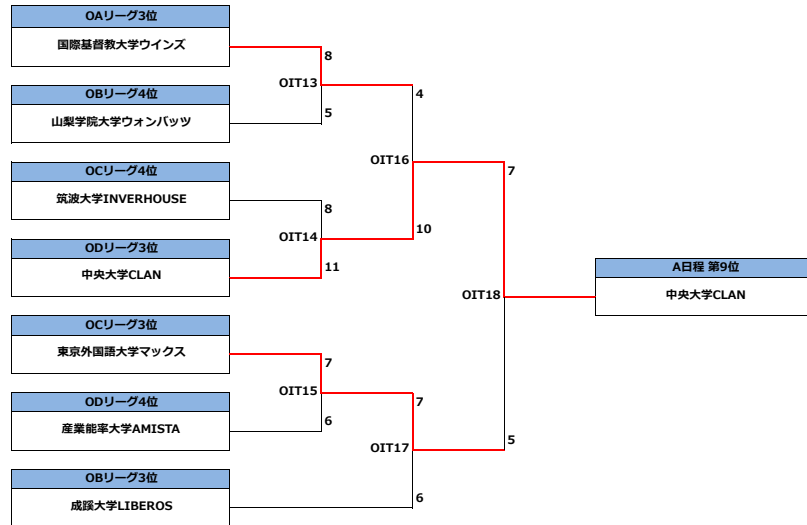 OAリーグ3位
国際基督教大学ウインズ
8
OIT13
4
OBリーグ4位
5
山梨学院大学ウォンバッツ
OIT16
7
OCリーグ4位
筑波大学INVERHOUSE
8
10
OIT14
ODリーグ3位
11
A日程 第9位
中央大学CLAN
OIT18
中央大学CLAN
OCリーグ3位
東京外国語大学マックス
7
OIT15
7
ODリーグ4位
6
産業能率大学AMISTA
5
OIT17
OBリーグ3位
6
成蹊大学LIBEROS